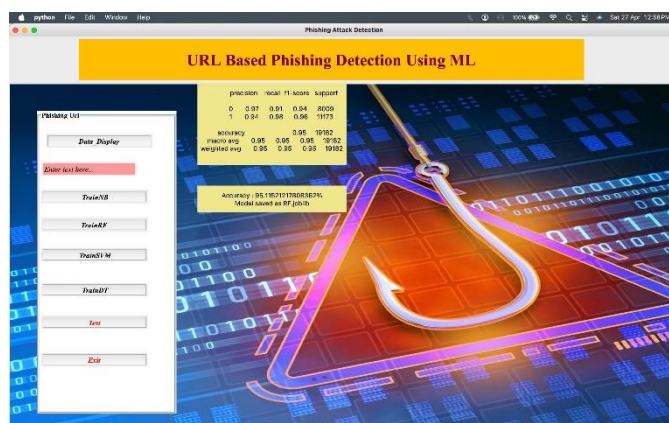 python File Edit Window Help
100% Sat 27 Apr 12:58 PM
Phishing Attack Detection
URL Based Phishing Detection Using ML
precision recall f1-score support
0 0.97 0.91 0.94 8009
1 0.94 0.98 0.96 11173
accuracy 0.95 19182
macro avg 0.95 0.95 0.95 19182
weighted avg 0.95 0.95 0.95 19182
Model saved as RF.joblib
Phishing Url
Data_Display
Enter text here...
TrainNB
TrainRF
TrainSVM
TrainDT
Test
Exit